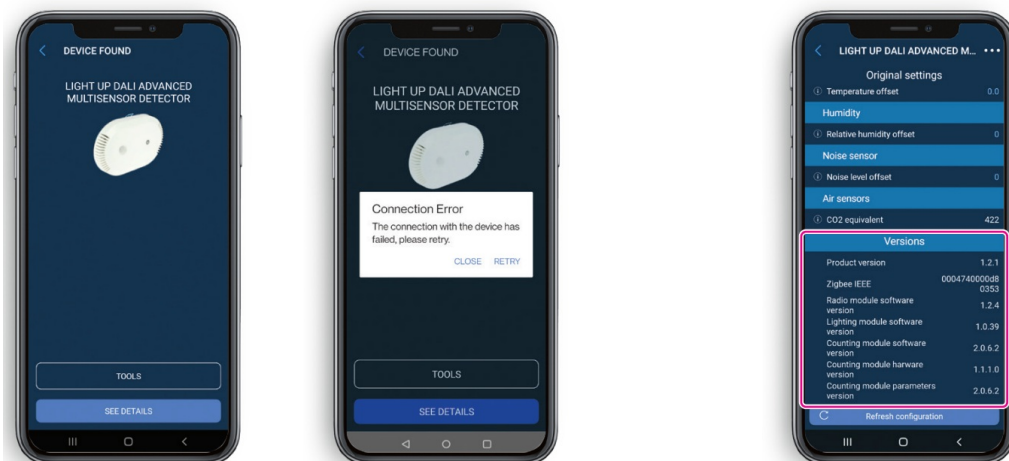 DEVICE FOUND
LIGHT UP DALI ADVANCED
MULTISENSOR DETECTOR
TOOLS
SEE DETAILS
DEVICE FOUND
LIGHT UP DALI ADVANCED
MULTISENSOR DETECTOR
Connection Error
The connection with the device has
failed, please retry.
CLOSE RETRY
TOOLS
SEE DETAILS
LIGHT UP DALI ADVANCED M...
Original settings
Temperature offset 0.0
Humidity
Relative humidity offset 0
Noise sensor
Noise level offset 0
Air sensors
CO2 equivalent 422
Versions
Product version 1.2.1
Zigbee IEEE 0004740000d8
0353
Radio module software
version 1.2.4
Lighting module software
version 1.0.39
Counting module software
version 2.0.6.2
Counting module harware
version 1.1.1.0
Counting module parameters
version 2.0.6.2
Refresh configuration